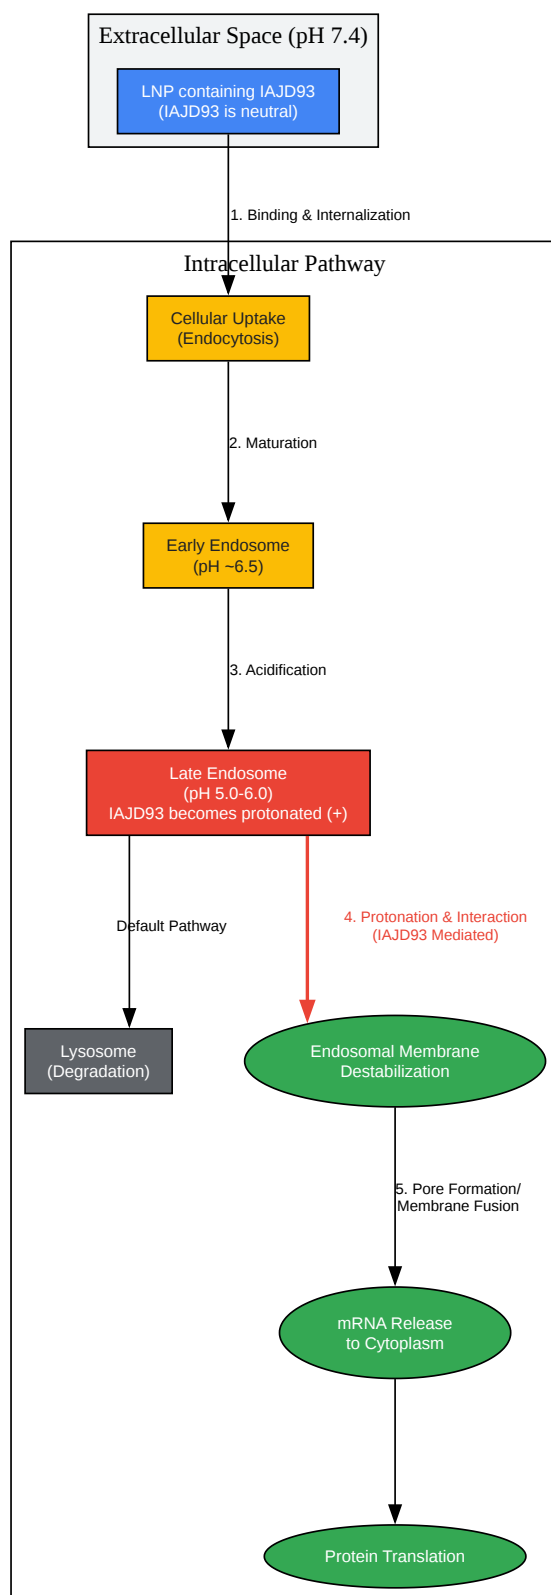 Extracellular Space (pH 7.4)
LNP containing IAJD93
(IAJD93 is neutral)
1. Binding & Internalization
Intracellular Pathway
Cellular Uptake
(Endocytosis)
2. Maturation
Early Endosome
(pH ~6.5)
3. Acidification
Late Endosome
(pH 5.0-6.0)
IAJD93 becomes protonated (+)
Default Pathway
4. Protonation & Interaction
(IAJD93 Mediated)
Lysosome
(Degradation)
Endosomal Membrane
Destabilization
5. Pore Formation/
Membrane Fusion
mRNA Release
to Cytoplasm
Protein Translation